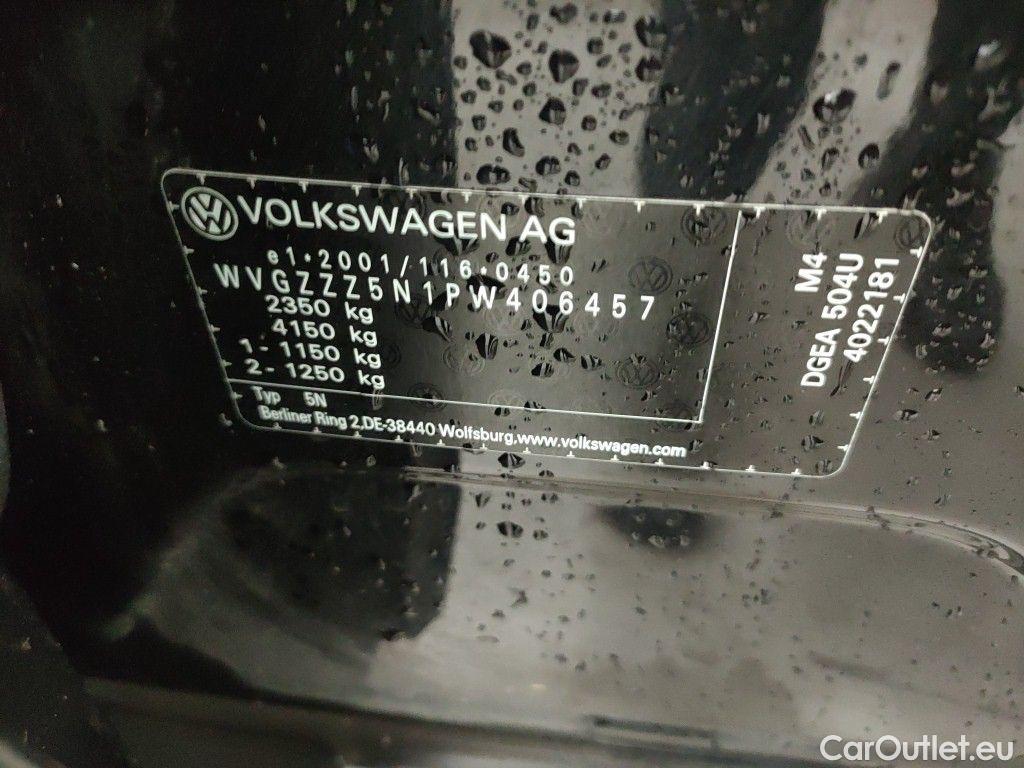 VOLKSWAGEN AG
e1*2001/116*0450
WVGZZZ5N1PW406457
2350 kg
4150 kg
1 - 1150 kg
2 - 1250 kg
Typ 5N
Berliner Ring 2,DE-38440 Wolfsburg,www.volkswagen.com
M4
DGEA 504U
4022181
CarOutlet.eu